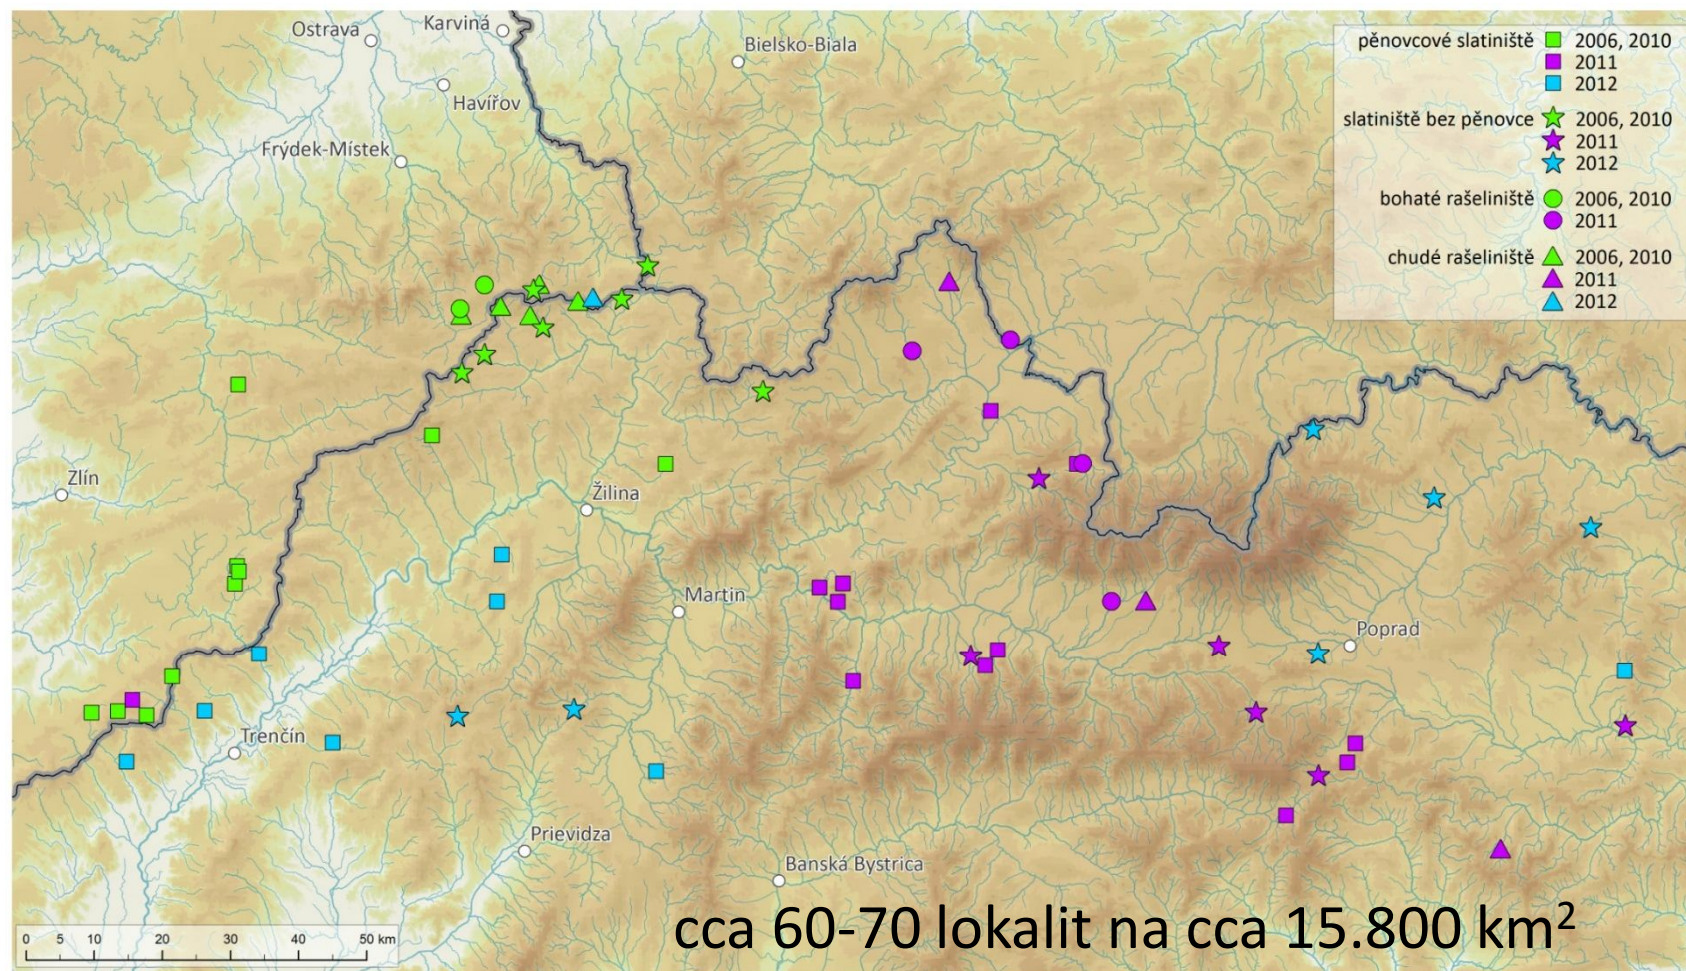 Ostrava
Karviná
Bielsko-Biala
Havířov
Frýdek-Místek
pěnovcové slatiniště 2006, 2010
2011
2012
slatiniště bez pěnovce 2006, 2010
2011
2012
bohaté rašeliniště 2006, 2010
2011
chudé rašeliniště 2006, 2010
2011
2012
Zlín
Žilina
Martin
Poprad
Trenčín
Prievidza
Banská Bystrica
cca 60-70 lokalit na cca 15.800 km²
0 5 10 20 30 40 50 km